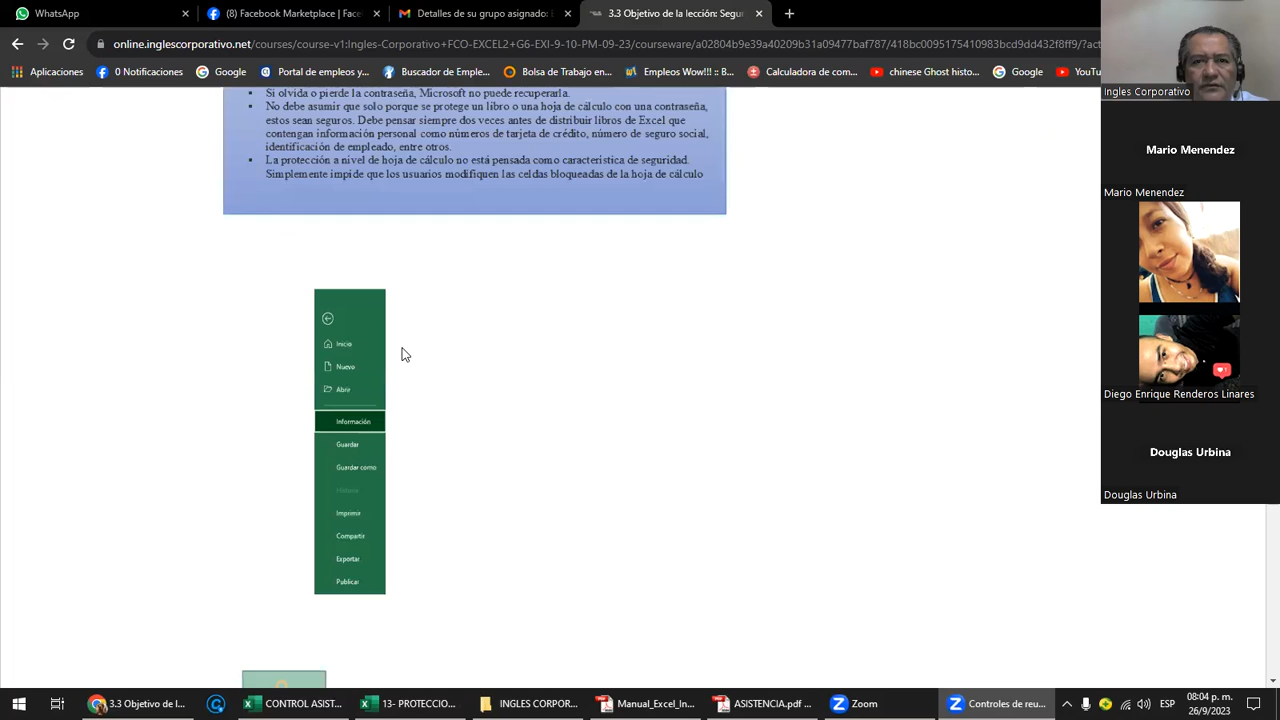 WhatsApp
(8) Facebook Marketplace | Fac
Detalles de su grupo asignado: E
3.3 Objetivo de la lección: Segur
online.inglescorporativo.net/courses/course-v1:Ingles-Corporativo+FCO-EXCEL2+G6-EXI-9-10-PM-09-23/courseware/a02804b9e39a40209b31a09477baf787/418bc0095175410983bcd9dd432f8ff9/?act
Aplicaciones
0 Notificaciones
Google
Portal de empleos y...
Buscador de Emple...
Bolsa de Trabajo en...
Empleos Wow!!! ::...
Calculadora de com...
chinese Ghost histo...
Google
YouTu
Si olvida o pierde la contraseña, Microsoft no puede recuperarla.
No debe asumir que solo porque se protege un libro o una hoja de cálculo con una contraseña,
estos sean seguros. Debe pensar siempre dos veces antes de distribuir libros de Excel que
contengan información personal como números de tarjeta de crédito, número de seguro social,
identificación de empleado, entre otros.
La protección a nivel de hoja de cálculo no está pensada como característica de seguridad.
Simplemente impide que los usuarios modifiquen las celdas bloqueadas de la hoja de cálculo
Inicio
Nuevo
Abrir
Información
Guardar
Guardar como
Imprimir
Compartir
Exportar
Publicar
Ingles Corporativo
Mario Menendez
Mario Menendez
1
Diego Enrique Renderos Linares
Douglas Urbina
Douglas Urbina
3.3 Objetivo de la l...
CONTROL ASIST...
13- PROTECCIO...
INGLES CORPOR...
Manual_Excel_In...
ASISTENCIA.pdf ...
Zoom
Controles de reu...
ESP
08:04 p. m.
26/9/2023